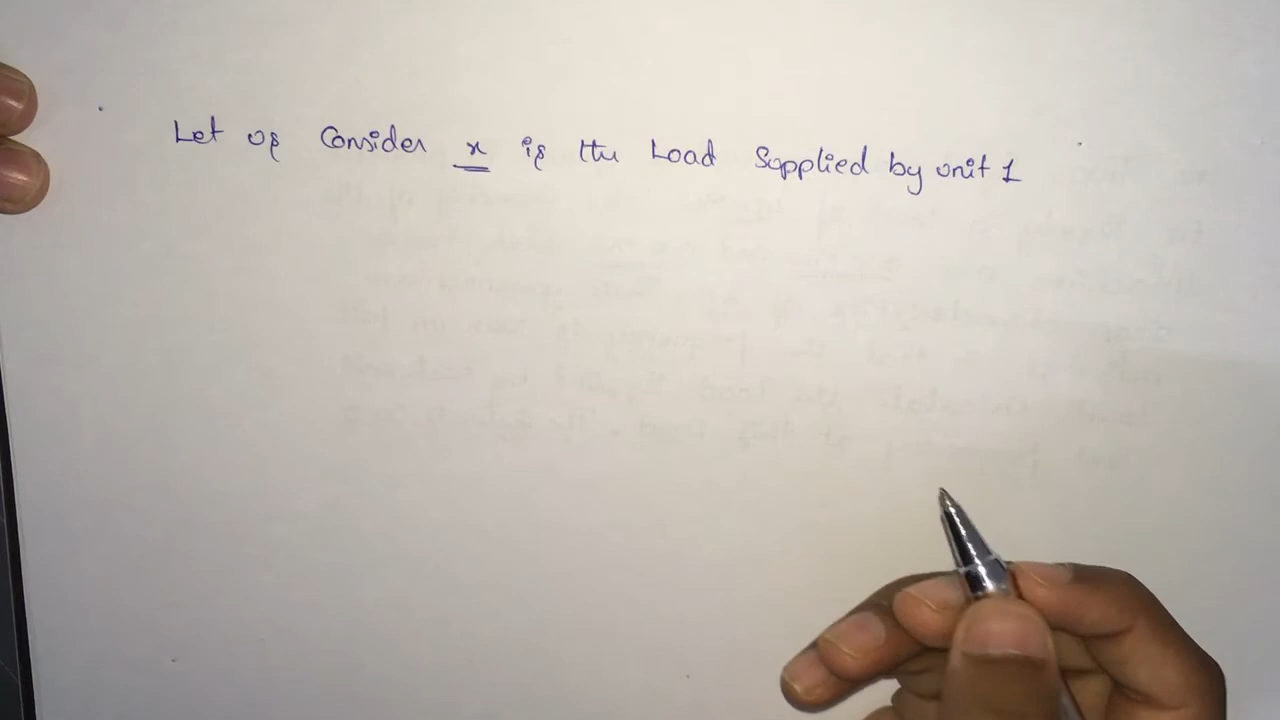 Let us Consider x is the Load Supplied by unit 1